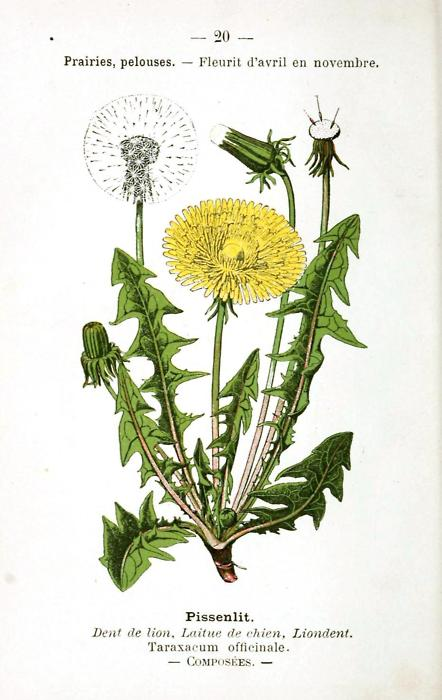 — 20 —
Prairies, pelouses. — Fleurit d'avril en novembre.
Pissenlit.
Dent de lion, Laitue de chien, Liondent.
Taraxacum officinale.
— COMPOSÉES. —